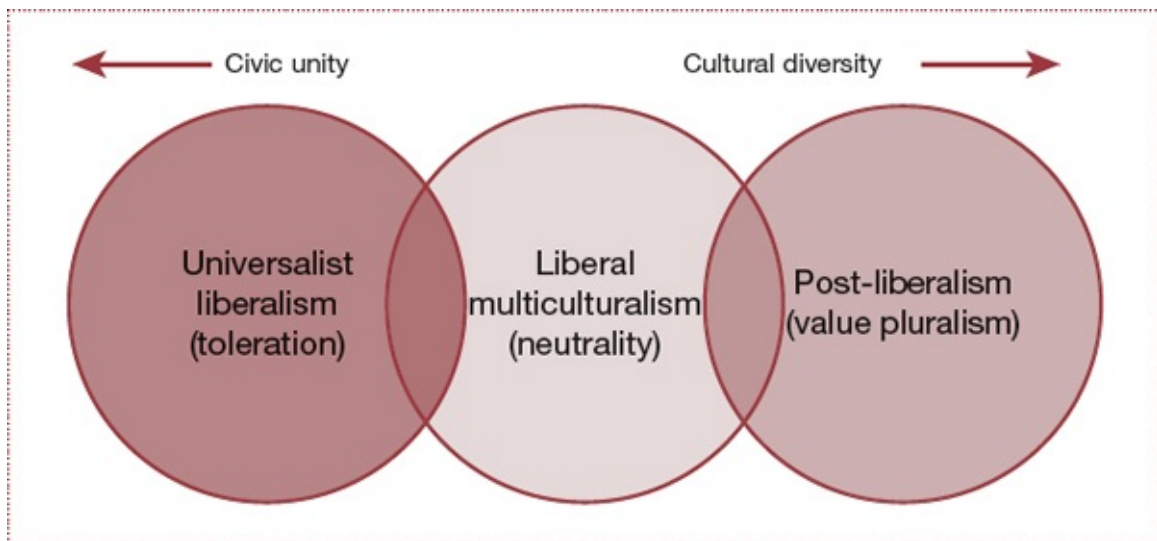 Civic unity
Cultural diversity
Universalist
liberalism
(toleration)
Liberal
multiculturalism
(neutrality)
Post-liberalism
(value pluralism)